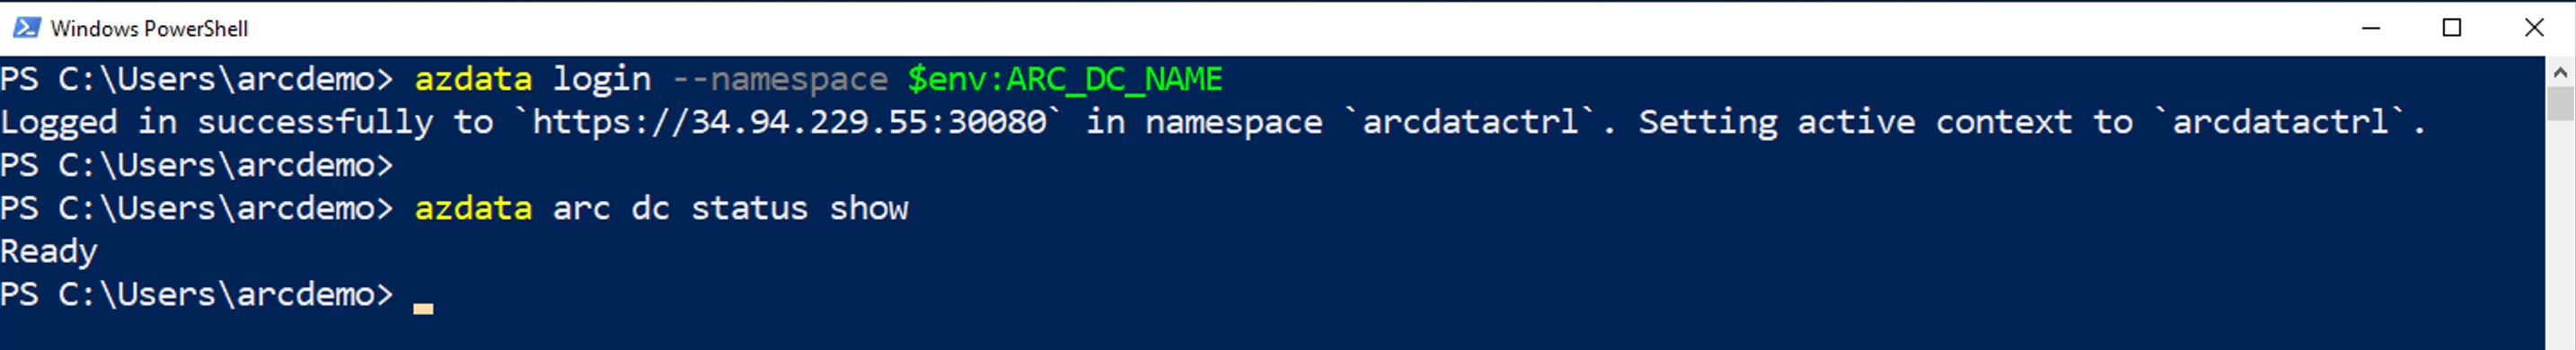 Windows PowerShell
PS C:\Users\arcdemo> azdata login --namespace $env:ARC_DC_NAME
Logged in successfully to `https://34.94.229.55:30080` in namespace `arcdatactrl`. Setting active context to `arcdatactrl`.
PS C:\Users\arcdemo>
PS C:\Users\arcdemo> azdata arc dc status show
Ready
PS C:\Users\arcdemo>